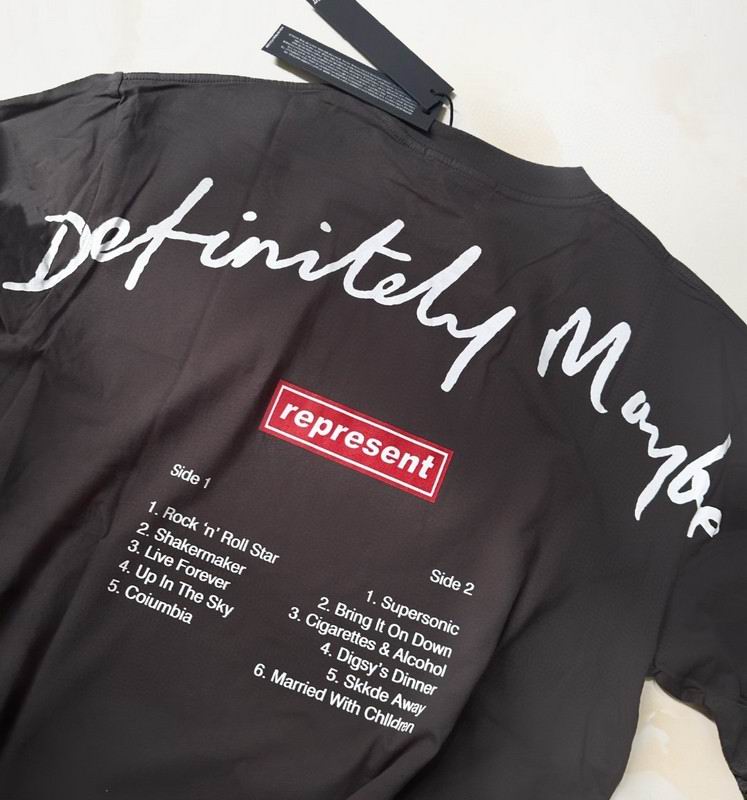 Definitely Maybe
represent
Side 1
1. Rock 'n' Roll Star
2. Shakermaker
3. Live Forever
4. Up In The Sky
5. Coiumbia
Side 2
1. Supersonic
2. Bring It On Down
3. Cigarettes & Alcohol
4. Digsy's Dinner
5. Skkde Away
6. Married With Chlldren